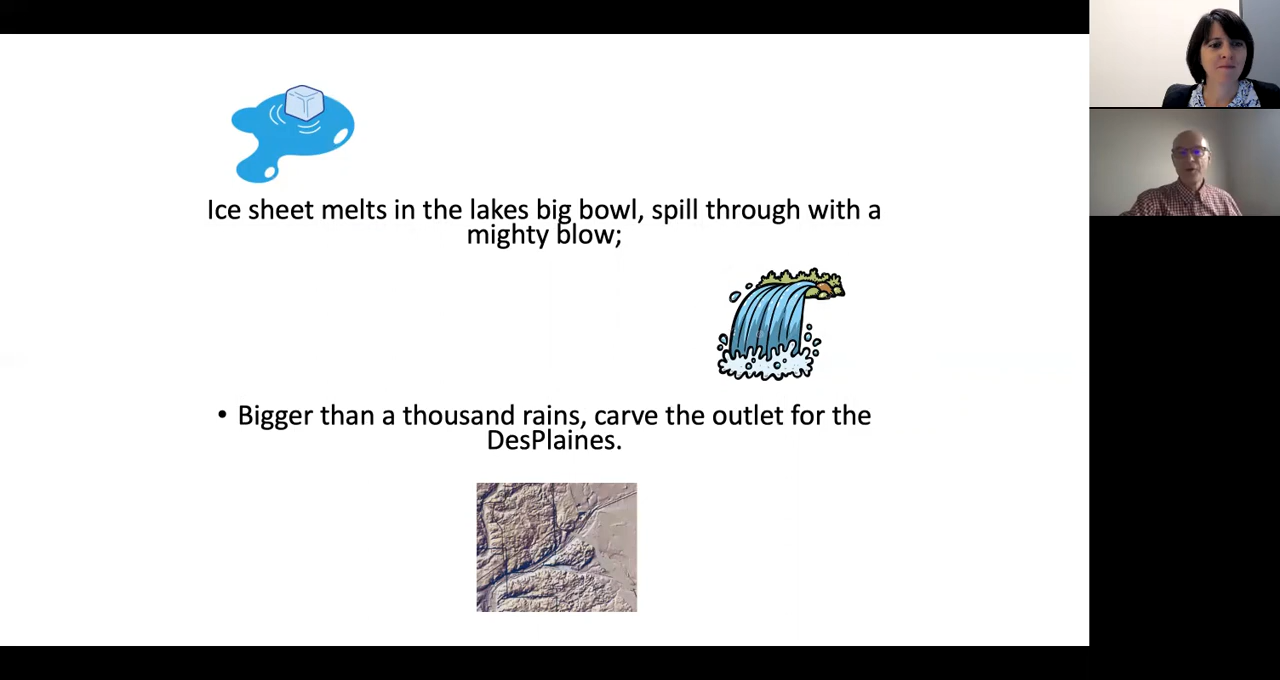 Ice sheet melts in the lakes big bowl, spill through with a
mighty blow;
• Bigger than a thousand rains, carve the outlet for the
DesPlaines.